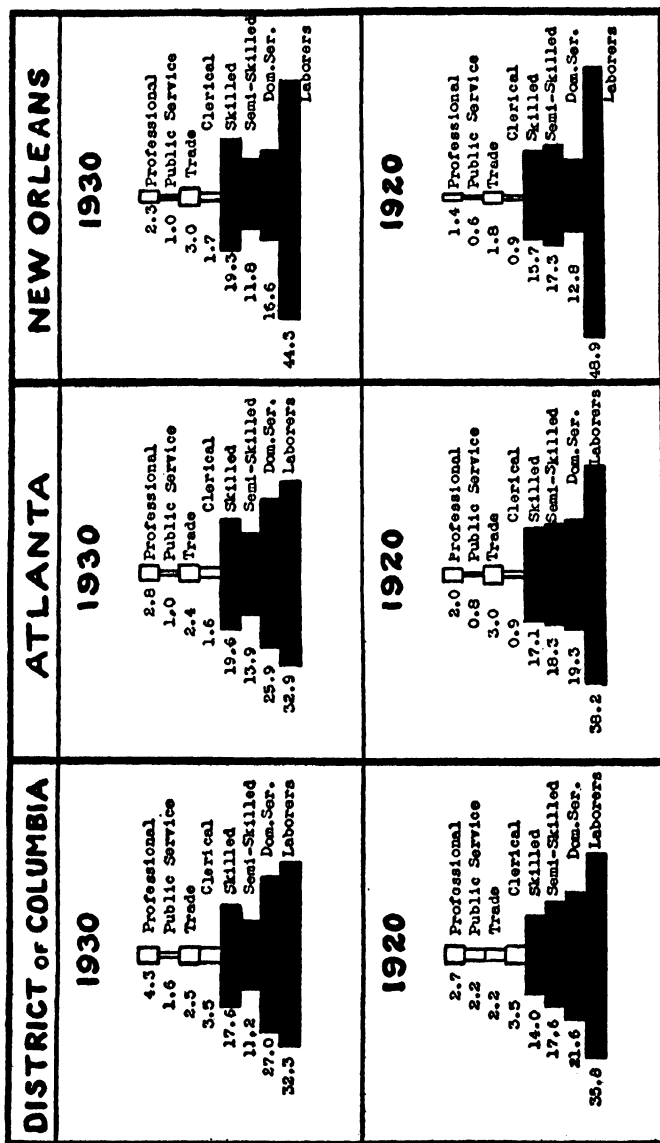 DISTRICT OF COLUMBIA
1930
4.3 Professional
1.6 Public Service
2.5 Trade
3.5 Clerical
17.6 Skilled
11.2 Semi-Skilled
27.0 Dom.Ser.
32.3 Laborers
1920
2.7 Professional
2.2 Public Service
2.2 Trade
3.5 Clerical
14.0 Skilled
17.6 Semi-Skilled
21.6 Dom.Ser.
35.8 Laborers
ATLANTA
1930
2.8 Professional
1.0 Public Service
2.4 Trade
1.6 Clerical
19.6 Skilled
13.9 Semi-Skilled
25.9 Dom.Ser.
32.9 Laborers
1920
2.0 Professional
0.8 Public Service
3.0 Trade
0.9 Clerical
17.1 Skilled
18.3 Semi-Skilled
19.3 Dom.Ser.
38.2 Laborers
NEW ORLEANS
1930
2.3 Professional
1.0 Public Service
3.0 Trade
1.7 Clerical
19.3 Skilled
11.8 Semi-Skilled
16.6 Dom.Ser.
44.3 Laborers
1920
1.4 Professional
0.6 Public Service
1.8 Trade
0.9 Clerical
15.7 Skilled
17.3 Semi-Skilled
12.8 Dom.Ser.
48.9 Laborers